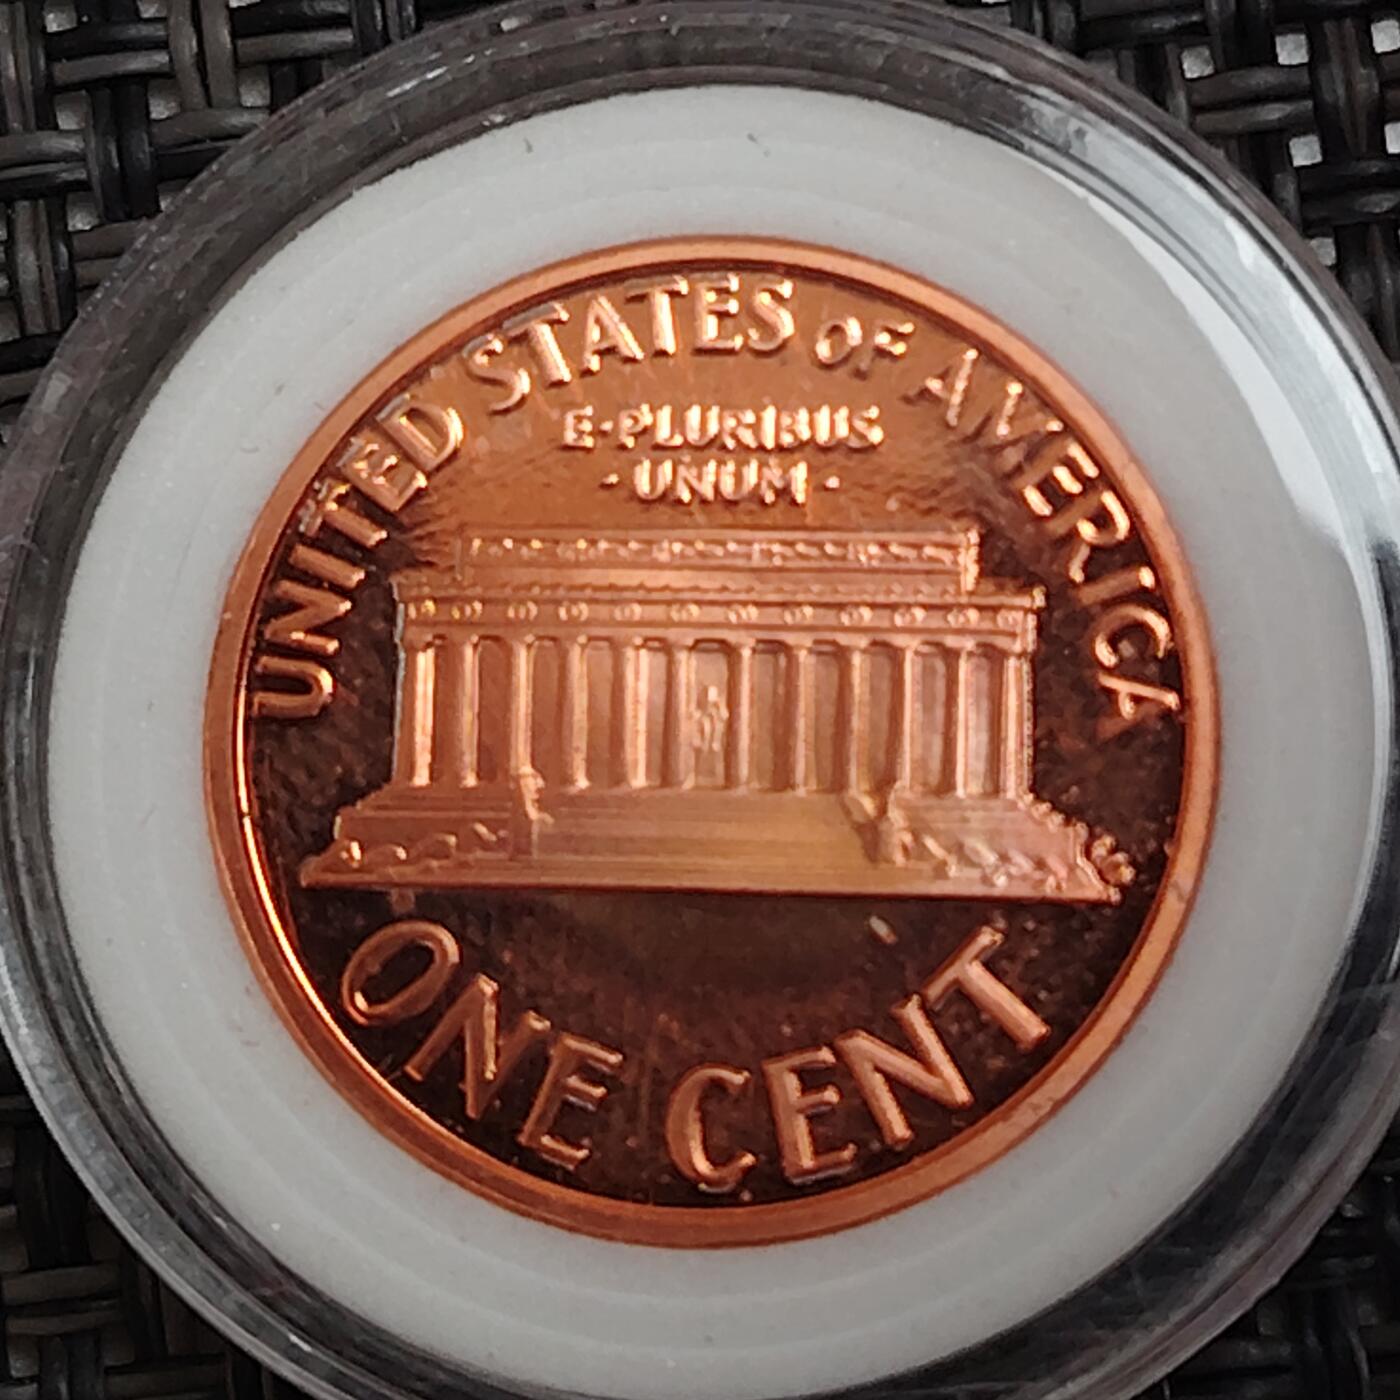 UNITED STATES OF AMERICA
E·PLURIBUS
·UNUM·
ONE CENT